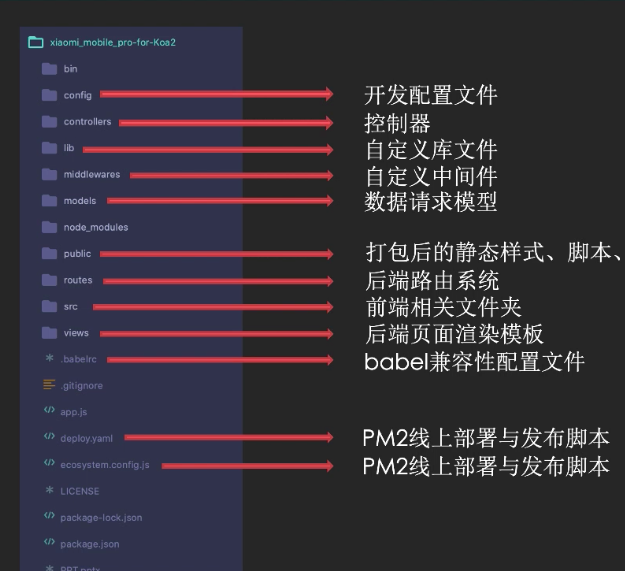 xiaomi_mobile_pro-for-Koa2
bin
config 开发配置文件
controllers 控制器
lib 自定义库文件
middlewares 自定义中间件
models 数据请求模型
node_modules
public 打包后的静态样式、脚本、
routes 后端路由系统
src 前端相关文件夹
views 后端页面渲染模板
.babelrc babel兼容性配置文件
.gitignore
app.js
deploy.yaml PM2线上部署与发布脚本
ecosystem.config.js PM2线上部署与发布脚本
LICENSE
package-lock.json
package.json
PPT.pptx